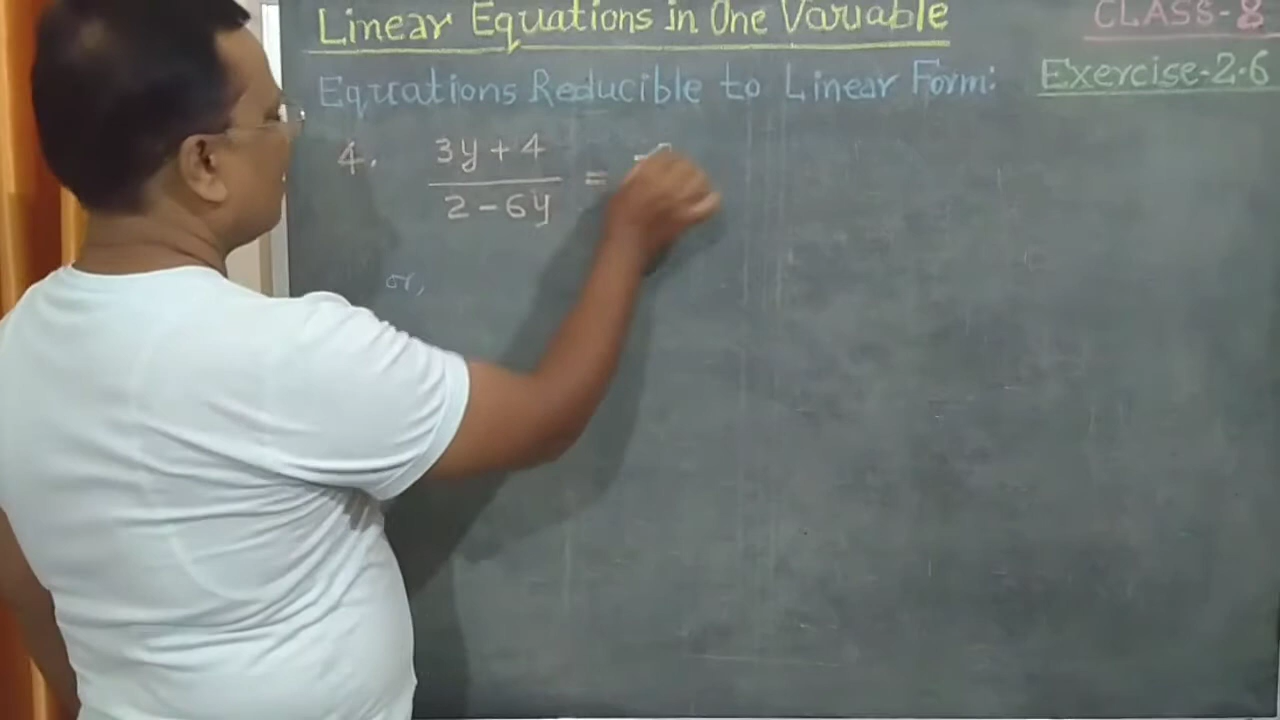 Linear Equations in One Variable
CLASS-8
Equations Reducible to Linear Form:
Exercise-2.6
4. 3y+4
=
2-6y
or,